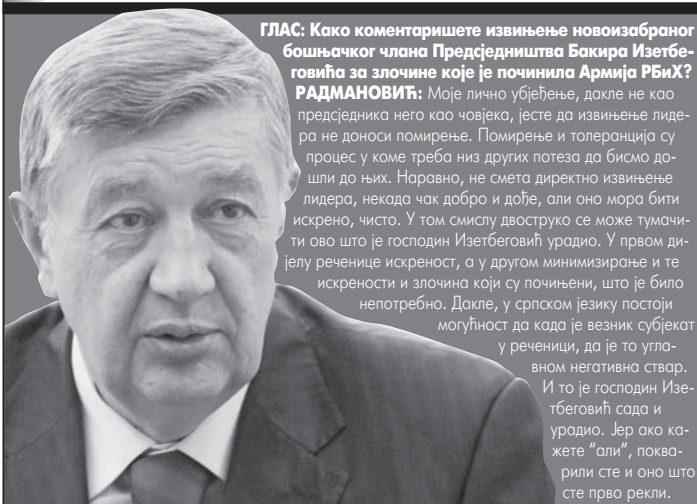 ГЛАС: Како коментаришете извињење новоизабраног
бошњачког члана Предсједништва Бакира Изетбе-
говића за злочине које је починила Армија РБиХ?
РАДМАНОВИЋ: Моје лично убјеђење, дакле не као
предсједника него као човјека, јесте да извињење лиде-
ра не доноси помирење. Помирење и толеранција су
процес у коме треба низ других потеза да бисмо до-
шли до њих. Наравно, не смета директно извињење
лидера, некада чак добро и дође, али оно мора бити
искрено, чисто. У том смислу двоструко се може тумачи-
ти ово што је господин Изетбеговић урадио. У првом ди-
јелу реченице искреност, а у другом минимизирање и те
искрености и злочина који су почињени, што је било
непотребно. Дакле, у српском језику постоји
могућност да када је везник субјекат
у реченици, да је то угла-
вном негативна ствар.
И то је господин Изе-
тбеговић сада и
урадио. Јер ако ка-
жете "али", поква-
рили сте и оно што
сте прво рекли.